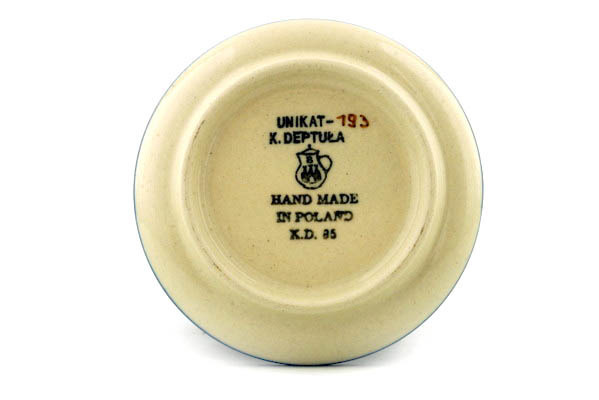 UNIKAT-193
K. DEPTUŁA
B
HAND MADE
IN POLAND
K.D. 85